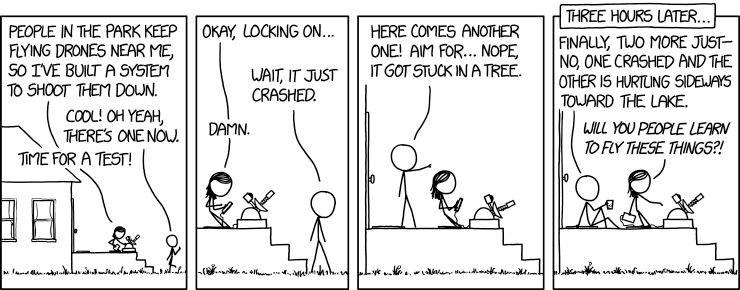 PEOPLE IN THE PARK KEEP
FLYING DRONES NEAR ME,
SO I'VE BUILT A SYSTEM
TO SHOOT THEM DOWN.
COOL! OH YEAH,
THERE'S ONE NOW.
TIME FOR A TEST!
OKAY, LOCKING ON...
WAIT, IT JUST
CRASHED.
DAMN.
HERE COMES ANOTHER
ONE! AIM FOR... NOPE,
IT GOT STUCK IN A TREE.
THREE HOURS LATER...
FINALLY, TWO MORE JUST—
NO, ONE CRASHED AND THE
OTHER IS HURTLING SIDEWAYS
TOWARD THE LAKE.
WILL YOU PEOPLE LEARN
TO FLY THESE THINGS?!